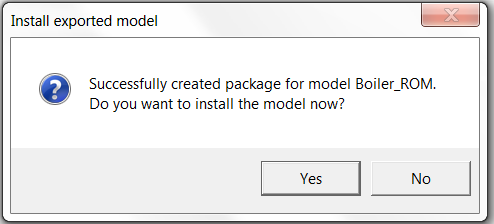 Install exported model
Successfully created package for model Boiler_ROM.
Do you want to install the model now?
Yes
No